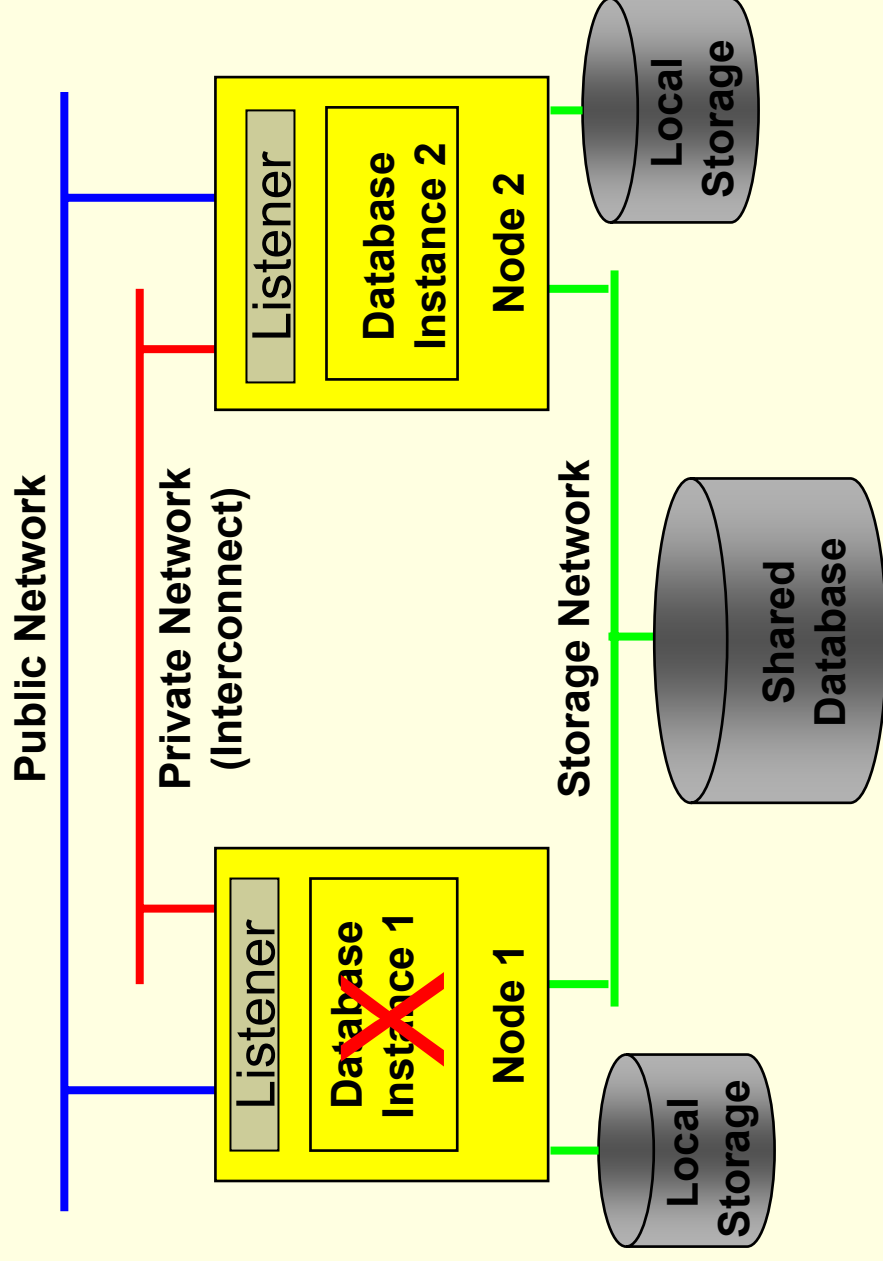 Public Network
Private Network
(Interconnect)
Listener
Database
Instance 1
Node 1
Listener
Database
Instance 2
Node 2
Storage Network
Local
Storage
Shared
Database
Local
Storage